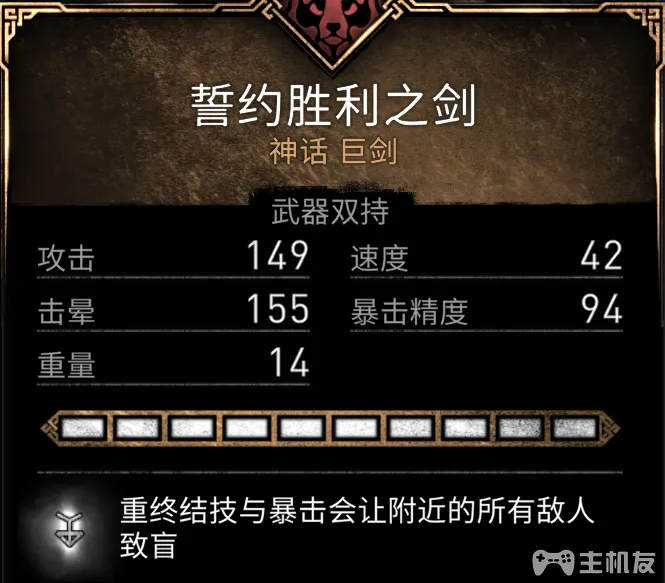 誓约胜利之剑
神话 巨剑
武器双持
攻击 149 速度 42
击晕 155 暴击精度 94
重量 14
重终结技与暴击会让附近的所有敌人
致盲
主机友